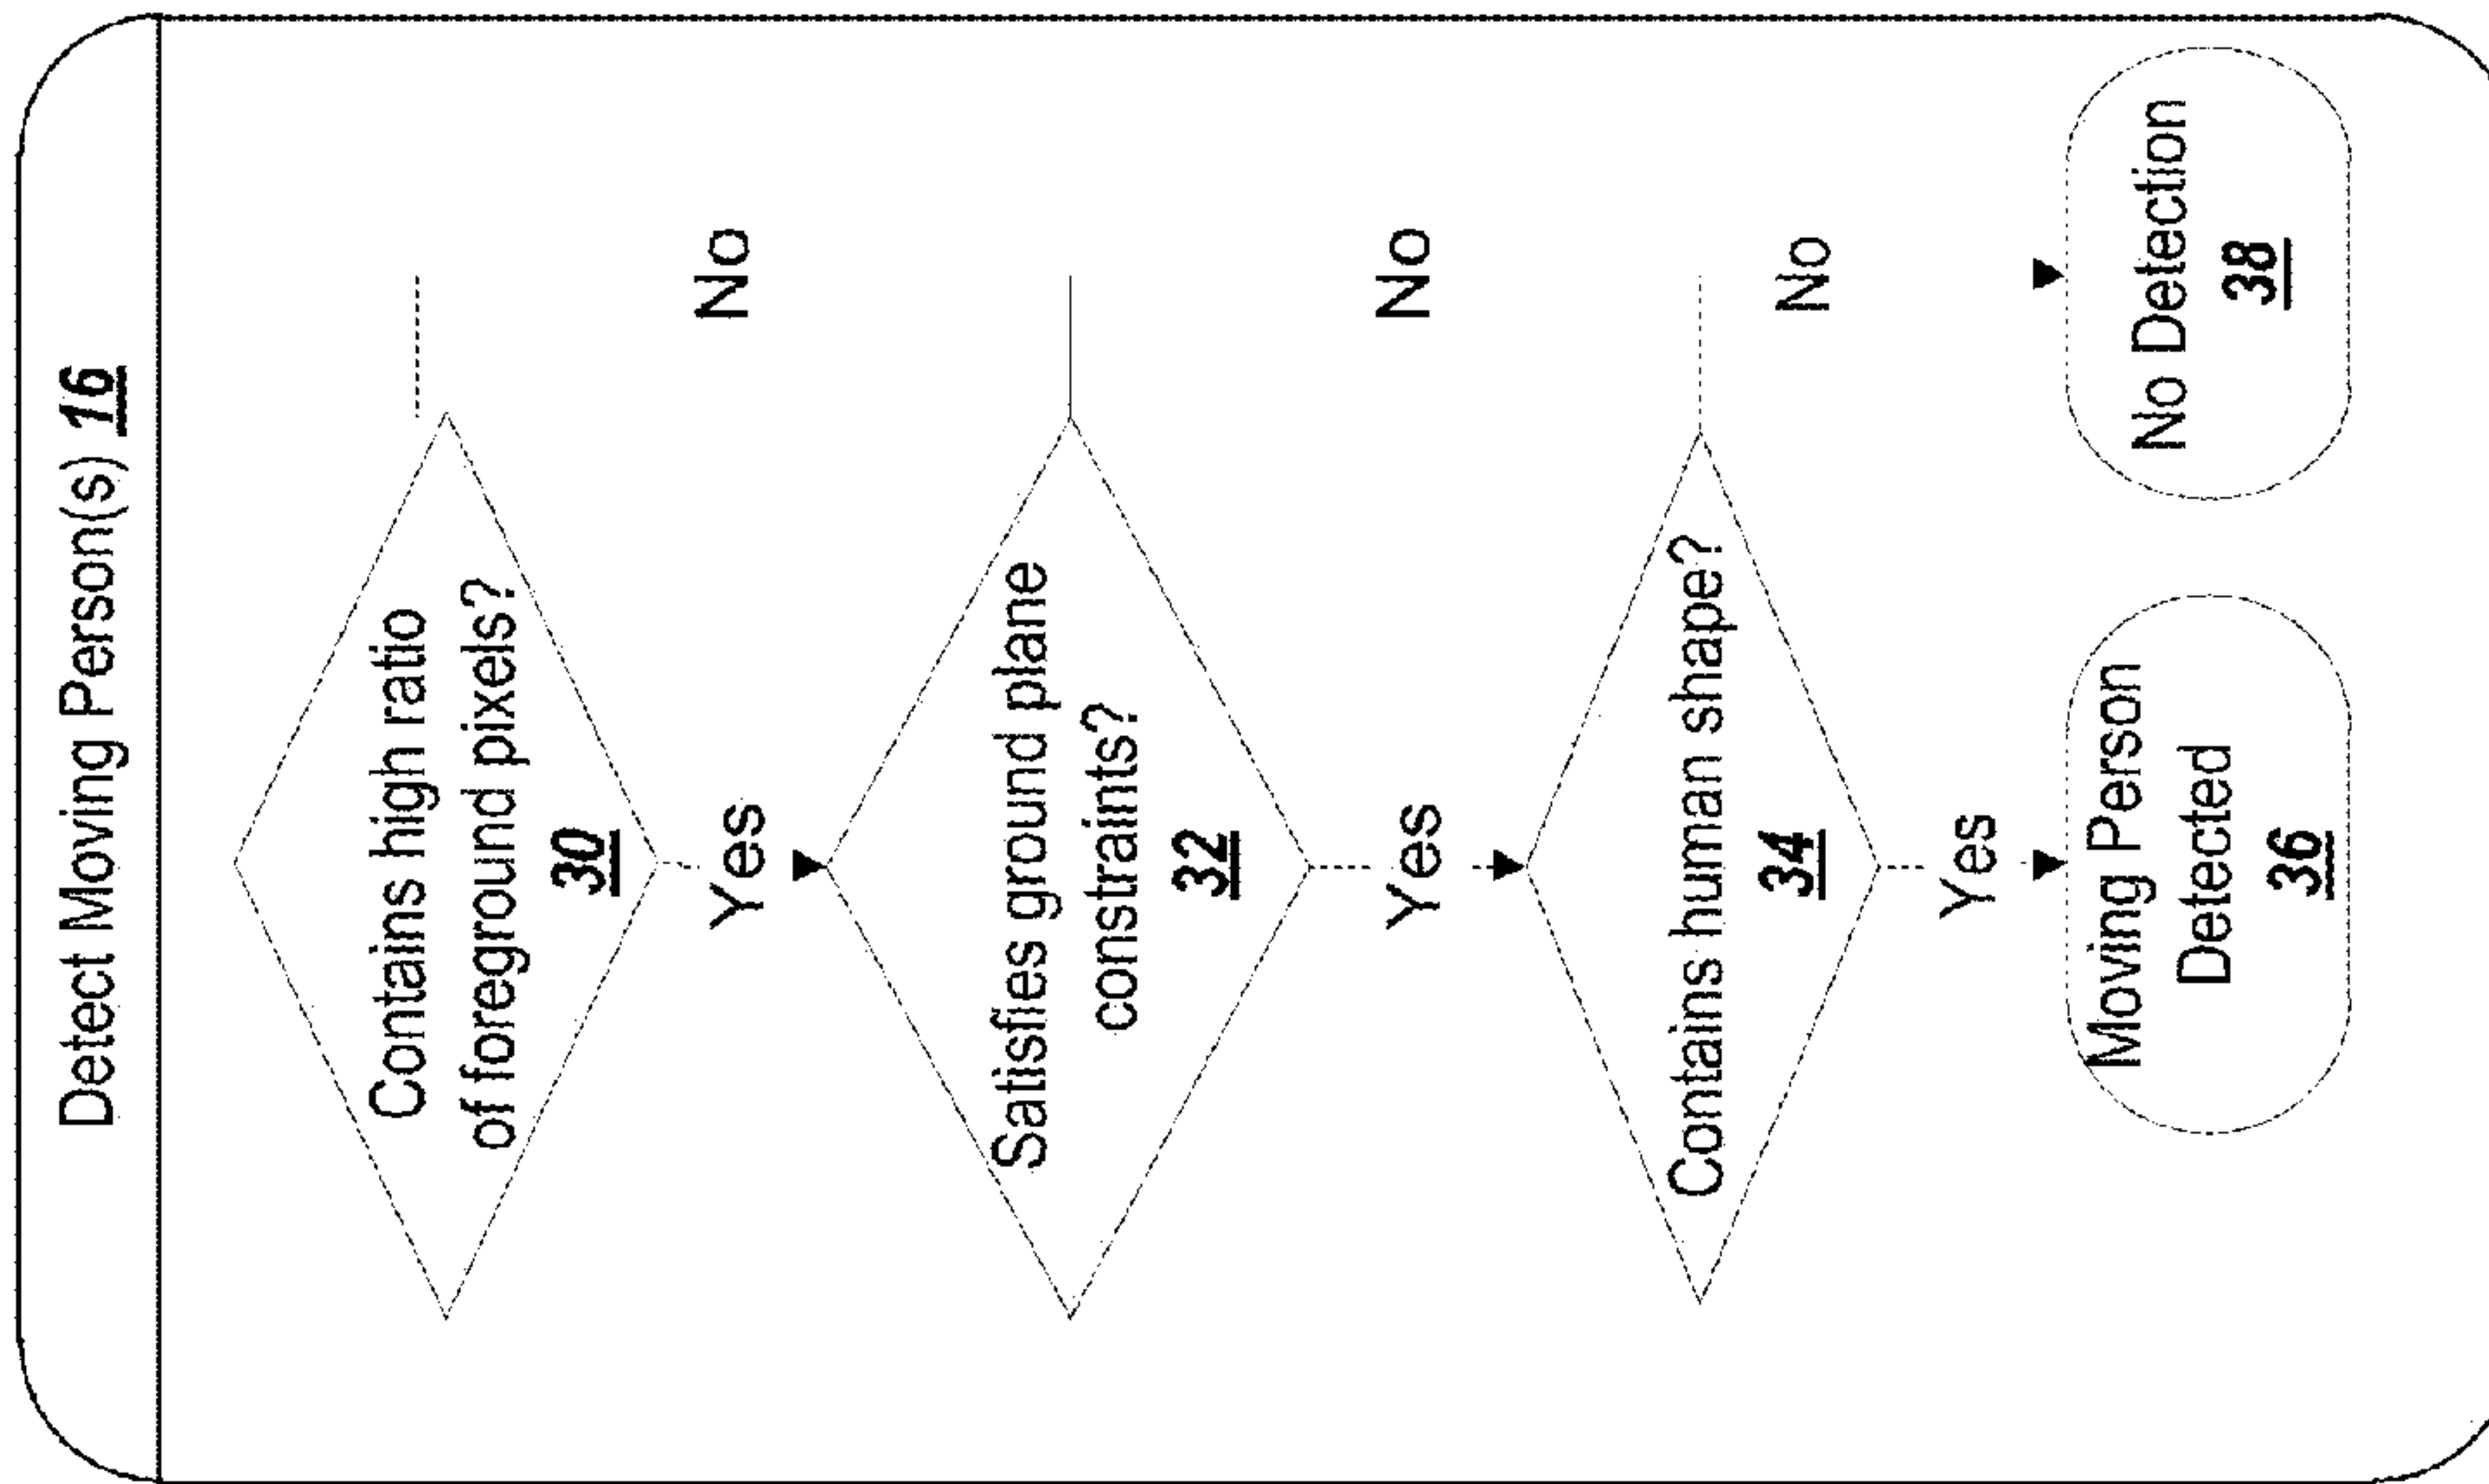 Detect Moving Person(s) 16
Contains high ratio
of foreground pixels?
30
No
Yes
Satisfies ground plane
constraints?
32
No
Yes
Contains human shape?
34
No
Yes
Moving Person
Detected
36
No Detection
38